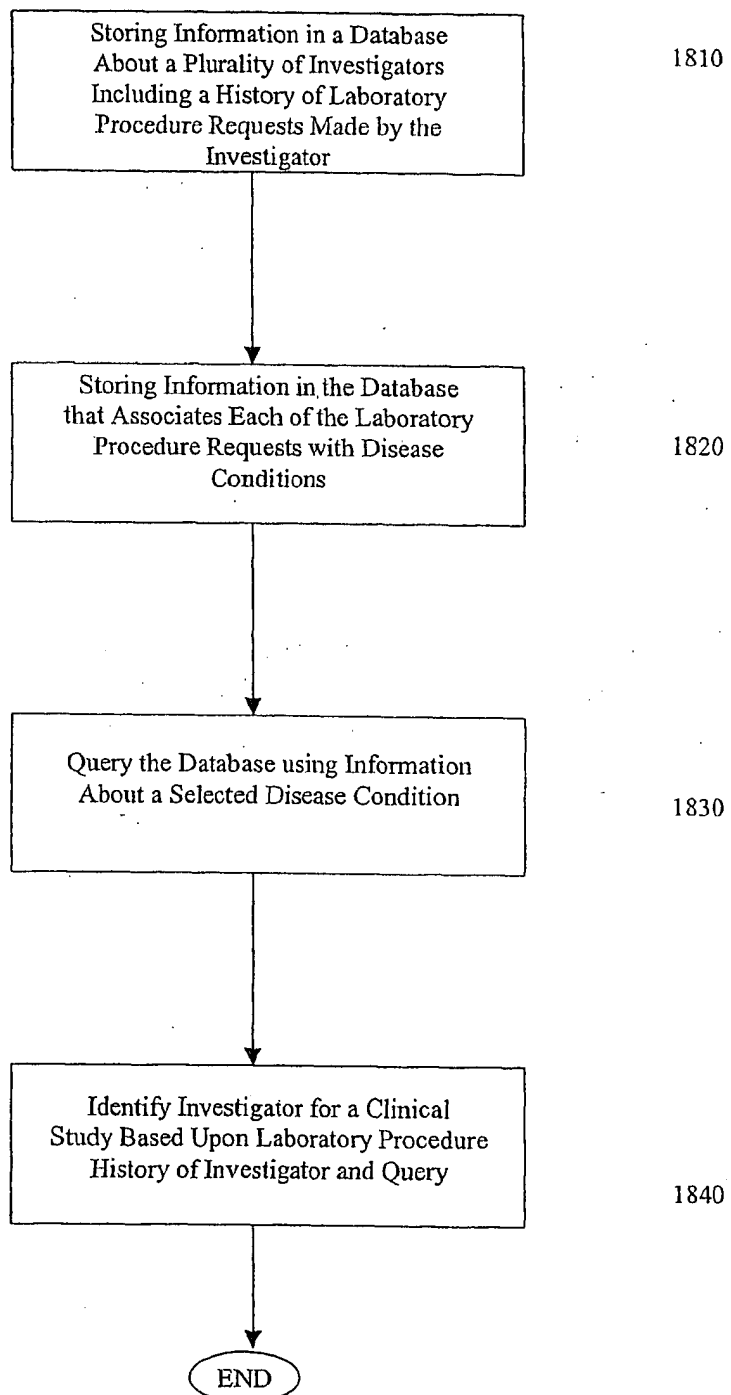 Storing Information in a Database
About a Plurality of Investigators
Including a History of Laboratory
Procedure Requests Made by the
Investigator
1810
Storing Information in the Database
that Associates Each of the Laboratory
Procedure Requests with Disease
Conditions
1820
Query the Database using Information
About a Selected Disease Condition
1830
Identify Investigator for a Clinical
Study Based Upon Laboratory Procedure
History of Investigator and Query
1840
END